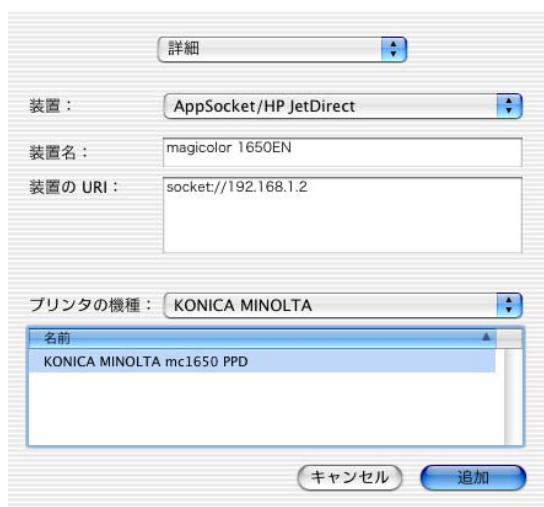 詳細
装置： AppSocket/HP JetDirect
装置名： magicolor 1650EN
装置の URI： socket://192.168.1.2
プリンタの機種： KONICA MINOLTA
名前
KONICA MINOLTA mc1650 PPD
キャンセル 追加